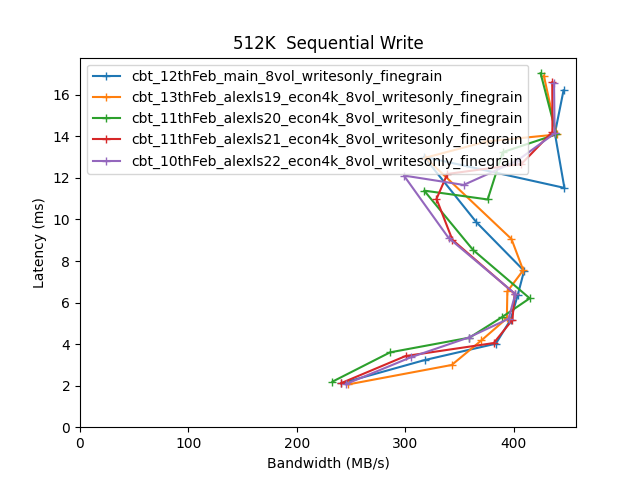 512K  Sequential Write
cbt_12thFeb_main_8vol_writesonly_finegrain
cbt_13thFeb_alexls19_econ4k_8vol_writesonly_finegrain
cbt_11thFeb_alexls20_econ4k_8vol_writesonly_finegrain
cbt_11thFeb_alexls21_econ4k_8vol_writesonly_finegrain
cbt_10thFeb_alexls22_econ4k_8vol_writesonly_finegrain
Latency (ms)
16
14
12
10
8
6
4
2
0
0 100 200 300 400
Bandwidth (MB/s)